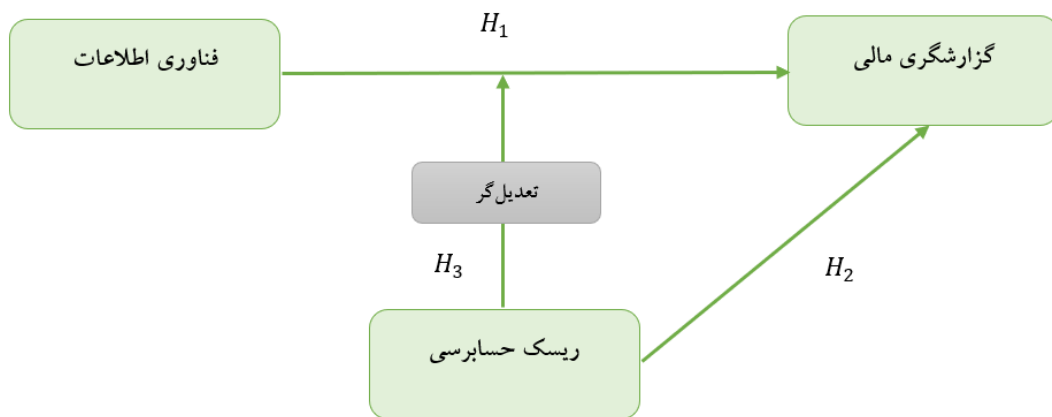 H₁
فناوری اطلاعات
گزارشگری مالی
تعدیل‌گر
H₃
H₂
ریسک حسابرسی